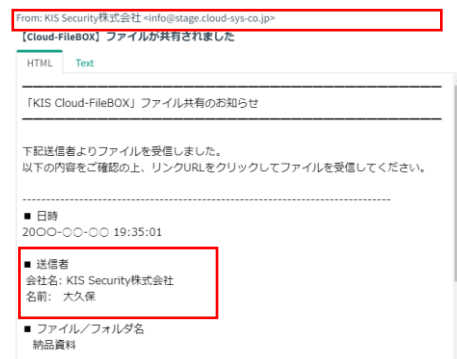 From: KIS Security株式会社 <info@stage.cloud-sys-co.jp>
【Cloud-FileBOX】ファイルが共有されました
HTML Text
「KIS Cloud-FileBOX」ファイル共有のお知らせ
下記送信者よりファイルを受信しました。
以下の内容をご確認の上、リンクURLをクリックしてファイルを受信してください。
--------------------------------------------------------------------------------
■ 日時
20〇〇-〇〇-〇〇 19:35:01
■ 送信者
会社名: KIS Security株式会社
名前: 大久保
■ ファイル/フォルダ名
納品資料